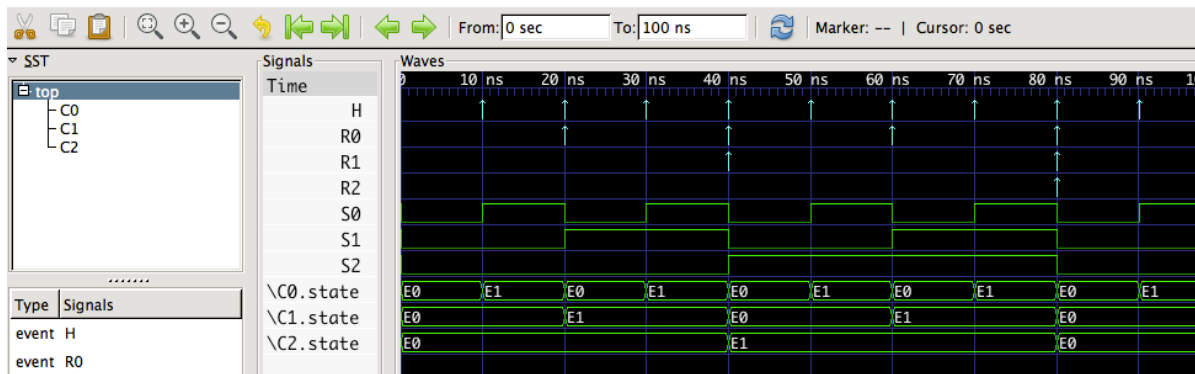 From: 0 sec To: 100 ns Marker: -- | Cursor: 0 sec
SST
top
C0
C1
C2
Type Signals
event H
event R0
Signals
Time
H
R0
R1
R2
S0
S1
S2
\C0.state
\C1.state
\C2.state
Waves
0 10 ns 20 ns 30 ns 40 ns 50 ns 60 ns 70 ns 80 ns 90 ns 1
E0 E1 E0 E1 E0 E1 E0 E1 E0 E1
E0 E1 E0 E1 E0
E0 E1 E0